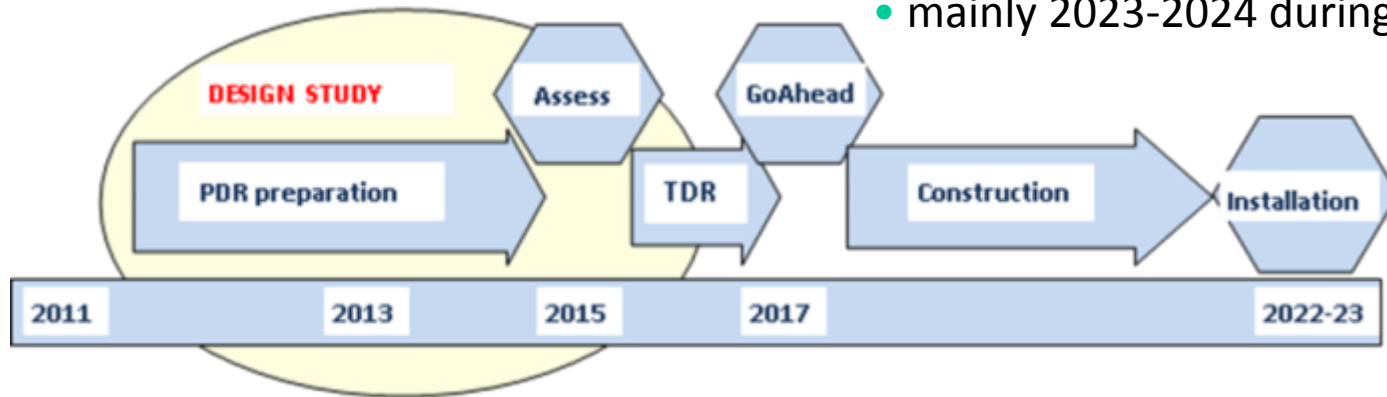 • mainly 2023-2024 during
DESIGN STUDY
Assess
GoAhead
PDR preparation
TDR
Construction
Installation
2011 2013 2015 2017 2022-23